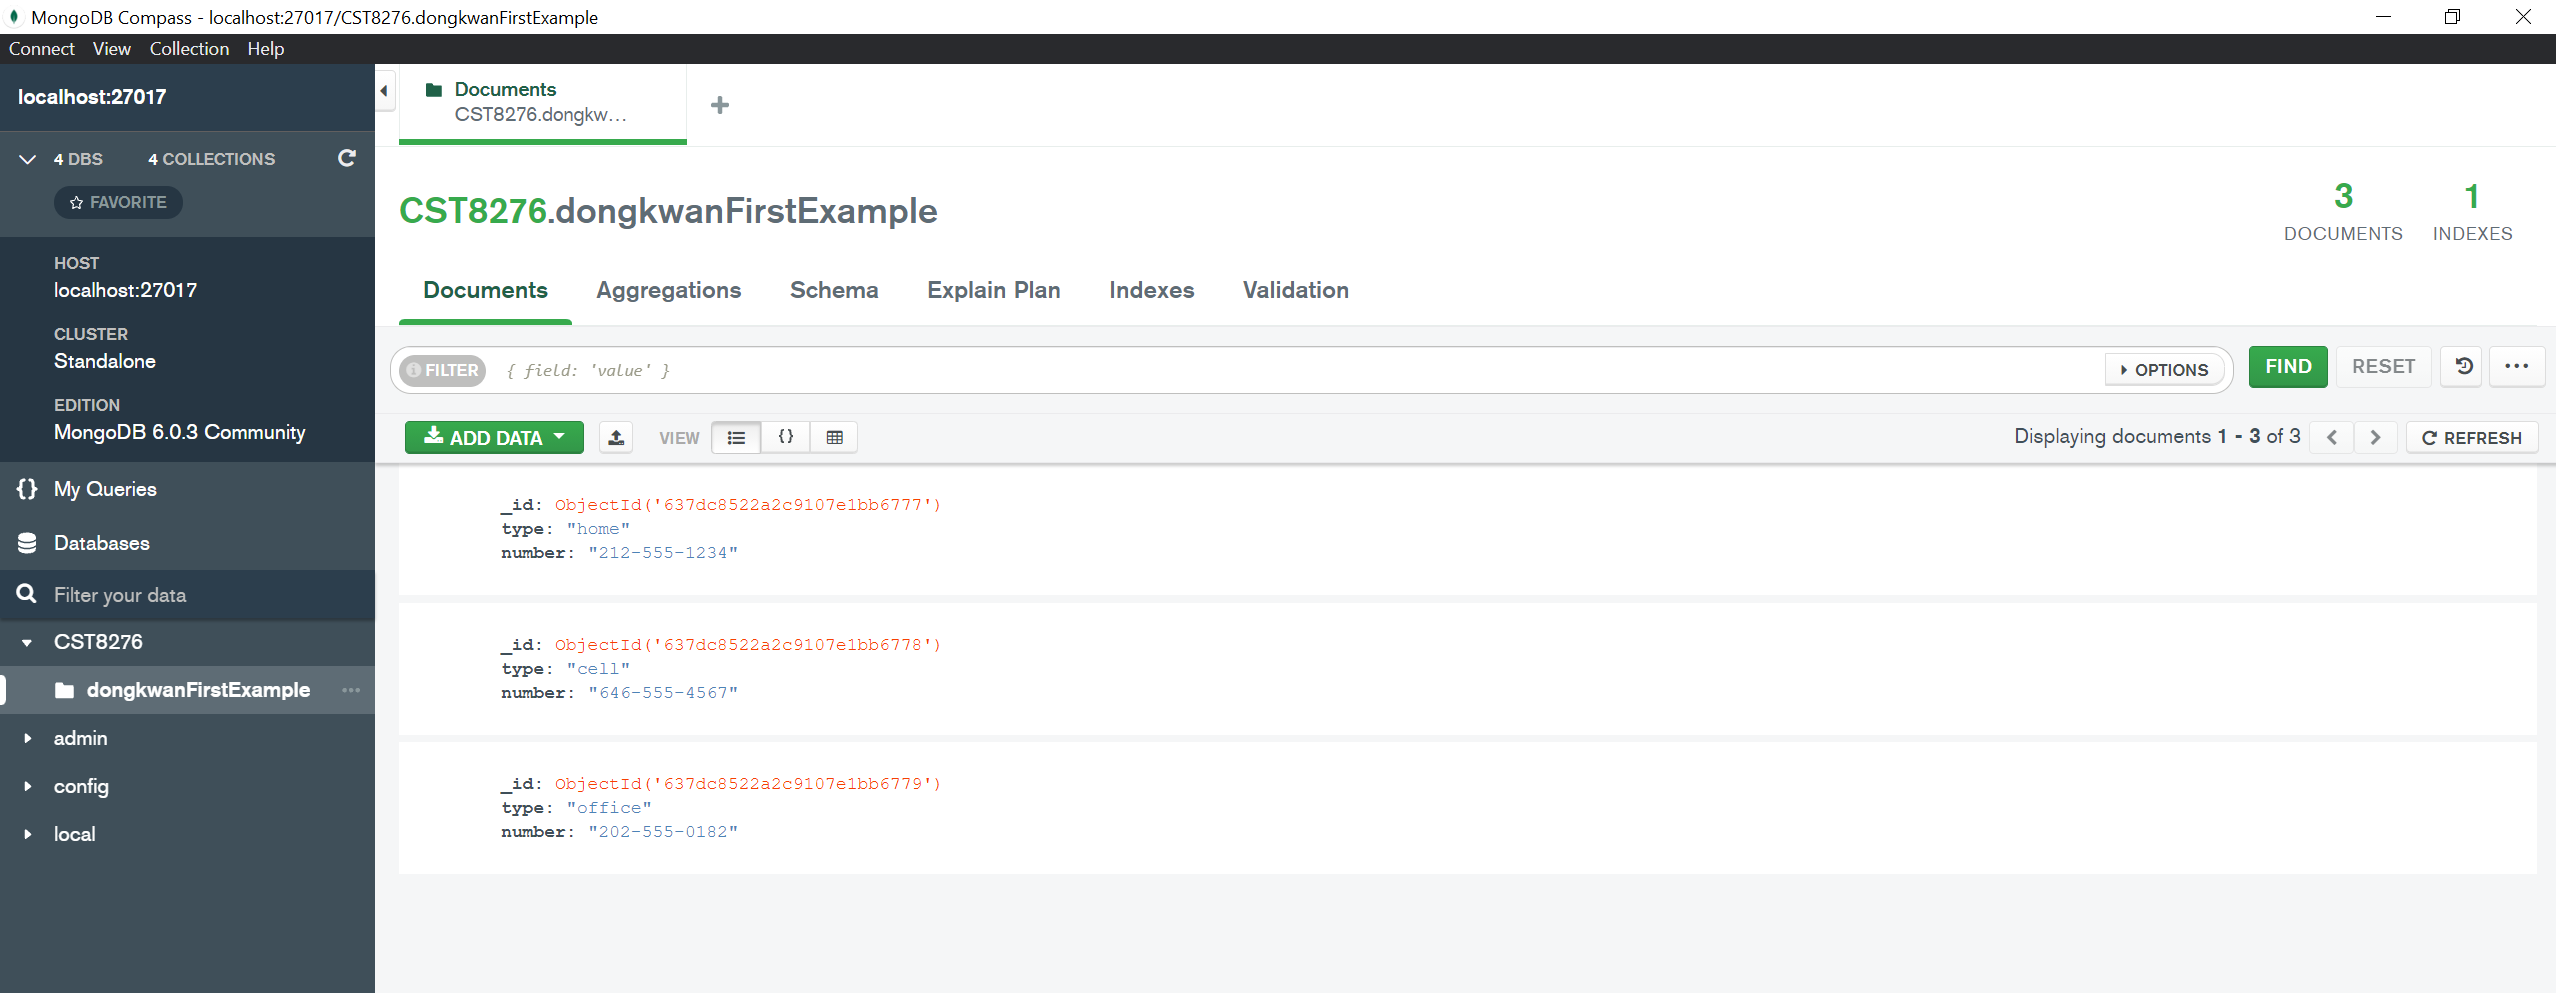 MongoDB Compass - localhost:27017/CST8276.dongkwanFirstExample
Connect View Collection Help
localhost:27017
4 DBS 4 COLLECTIONS
FAVORITE
HOST
localhost:27017
CLUSTER
Standalone
EDITION
MongoDB 6.0.3 Community
{} My Queries
Databases
Filter your data
CST8276
dongkwanFirstExample ...
admin
config
local
Documents
CST8276.dongkw...
+
CST8276.dongkwanFirstExample
3
DOCUMENTS
1
INDEXES
Documents Aggregations Schema Explain Plan Indexes Validation
FILTER { field: 'value' } OPTIONS FIND RESET ...
ADD DATA VIEW {} Displaying documents 1 - 3 of 3 < > REFRESH
_id: ObjectId('637dc8522a2c9107e1bb6777')
type: "home"
number: "212-555-1234"
_id: ObjectId('637dc8522a2c9107e1bb6778')
type: "cell"
number: "646-555-4567"
_id: ObjectId('637dc8522a2c9107e1bb6779')
type: "office"
number: "202-555-0182"